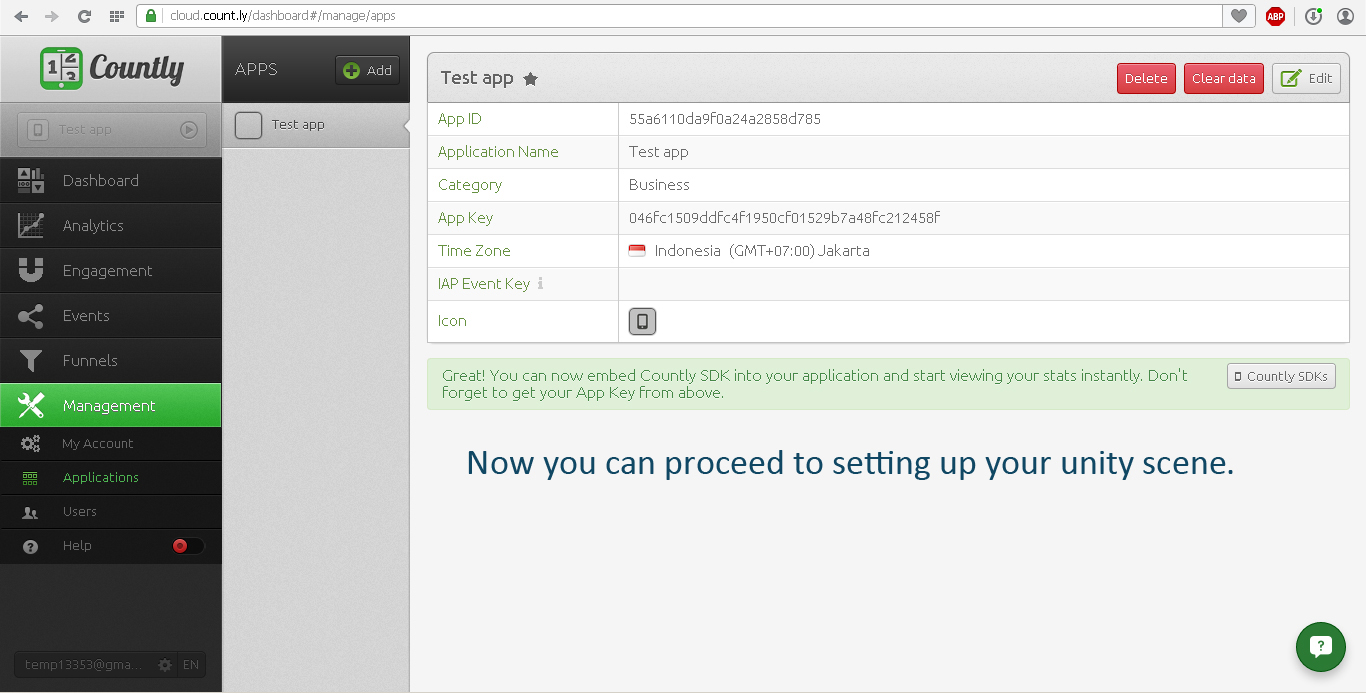 cloud.count.ly/dashboard#/manage/apps
ABP
Countly
APPS
Add
Test app
Test app
Dashboard
Analytics
Engagement
Events
Funnels
Management
My Account
Applications
Users
Help
temp13353@gma...
EN
Test app
Delete
Clear data
Edit
App ID 55a6110da9f0a24a2858d785
Application Name Test app
Category Business
App Key 046fc1509ddfc4f1950cf01529b7a48fc212458f
Time Zone Indonesia (GMT+07:00) Jakarta
IAP Event Key
Icon
Great! You can now embed Countly SDK into your application and start viewing your stats instantly. Don't
forget to get your App Key from above.
Countly SDKs
Now you can proceed to setting up your unity scene.